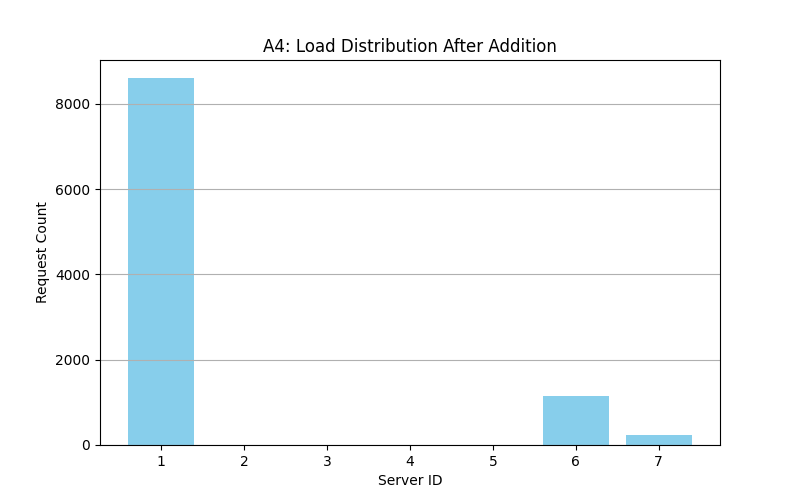 A4: Load Distribution After Addition
8000
6000
4000
2000
0
Request Count
1 2 3 4 5 6 7
Server ID